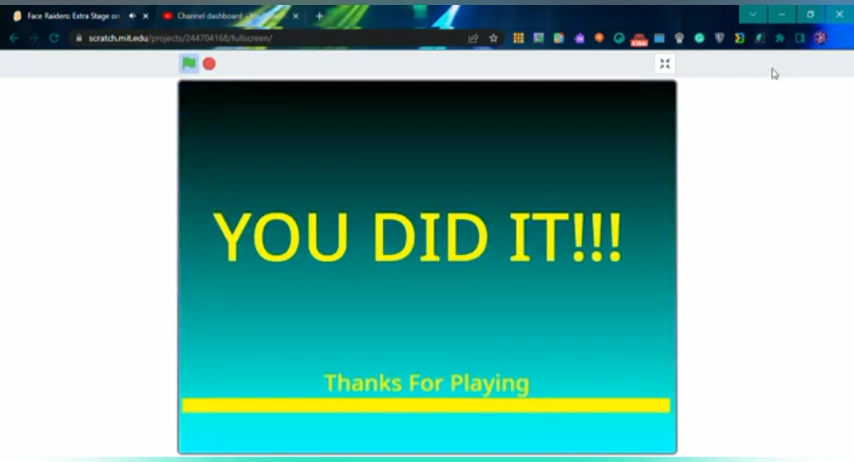 Face Raiders: Extra Stage on
Channel dashboard -
scratch.mit.edu/projects/244704168/fullscreen/
YOU DID IT!!!
Thanks For Playing